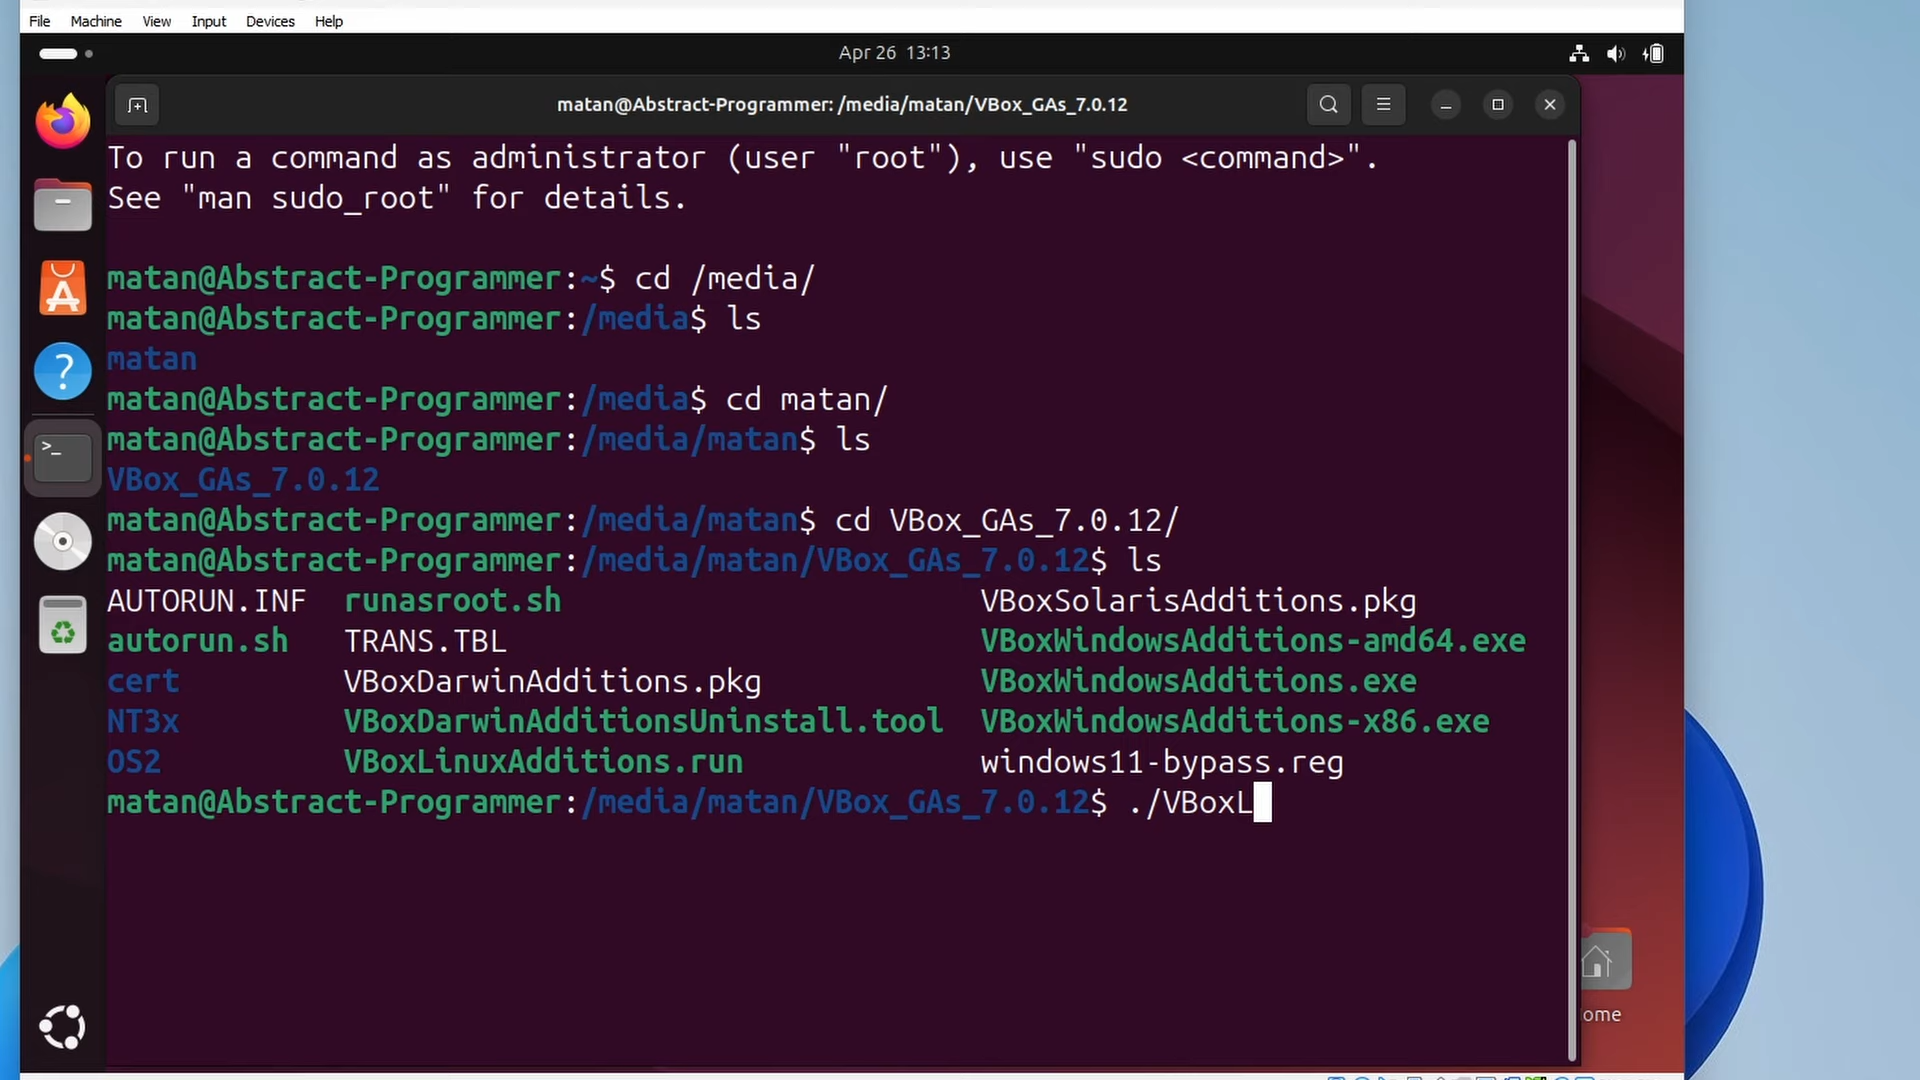 File Machine View Input Devices Help
Apr 26 13:13
matan@Abstract-Programmer: /media/matan/VBox_GAs_7.0.12
To run a command as administrator (user "root"), use "sudo <command>".
See "man sudo_root" for details.
matan@Abstract-Programmer:~$ cd /media/
matan@Abstract-Programmer:/media$ ls
matan
matan@Abstract-Programmer:/media$ cd matan/
matan@Abstract-Programmer:/media/matan$ ls
VBox_GAs_7.0.12
matan@Abstract-Programmer:/media/matan$ cd VBox_GAs_7.0.12/
matan@Abstract-Programmer:/media/matan/VBox_GAs_7.0.12$ ls
AUTORUN.INF runasroot.sh VBoxSolarisAdditions.pkg
autorun.sh TRANS.TBL VBoxWindowsAdditions-amd64.exe
cert VBoxDarwinAdditions.pkg VBoxWindowsAdditions.exe
NT3x VBoxDarwinAdditionsUninstall.tool VBoxWindowsAdditions-x86.exe
OS2 VBoxLinuxAdditions.run windows11-bypass.reg
matan@Abstract-Programmer:/media/matan/VBox_GAs_7.0.12$ ./VBoxL
ome